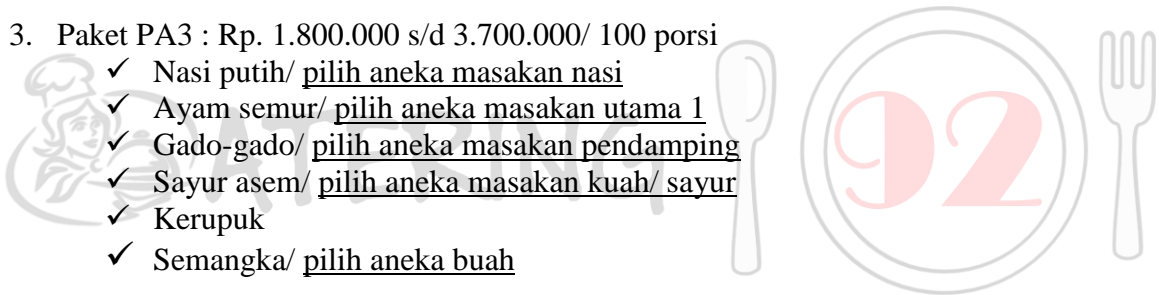 3. Paket PA3 : Rp. 1.800.000 s/d 3.700.000/ 100 porsi
✓ Nasi putih/ pilih aneka masakan nasi
✓ Ayam semur/ pilih aneka masakan utama 1
✓ Gado-gado/ pilih aneka masakan pendamping
✓ Sayur asem/ pilih aneka masakan kuah/ sayur
✓ Kerupuk
✓ Semangka/ pilih aneka buah
CATERING 92